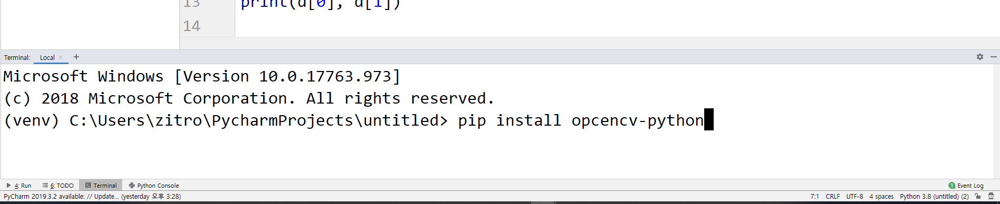 13 print(d[0], d[1])
14
Terminal: Local × +
Microsoft Windows [Version 10.0.17763.973]
(c) 2018 Microsoft Corporation. All rights reserved.
(venv) C:\Users\zitro\PycharmProjects\untitled> pip install opcencv-python
4: Run 6: TODO Terminal Python Console 1 Event Log
PyCharm 2019.3.2 available: // Update... (yesterday 오후 3:28) 7:1 CRLF UTF-8 4 spaces Python 3.8 (untitled) (2)